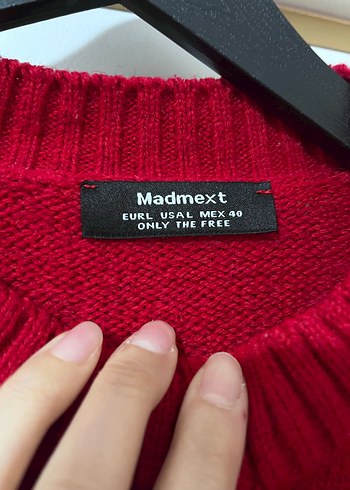 Madmext
EURL USAL MEX 40
ONLY THE FREE